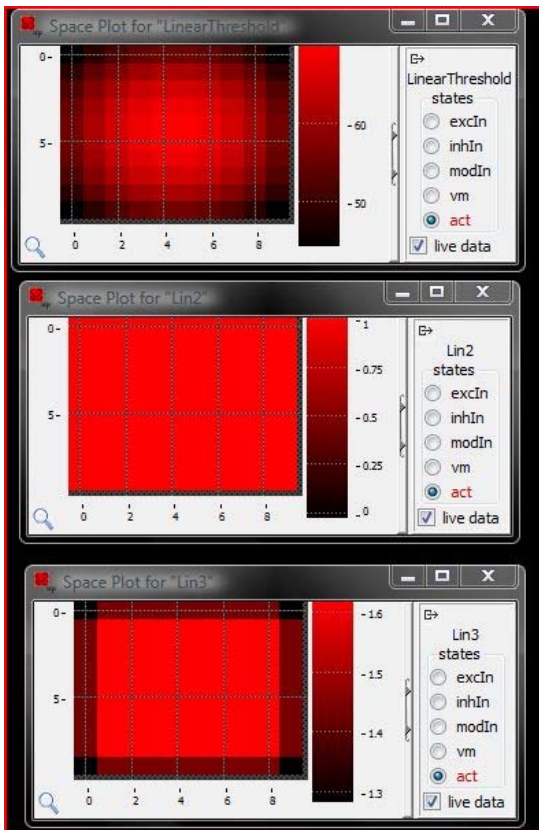 Space Plot for "LinearThreshold"
0-
5-
0 2 4 6 8
60
50
LinearThreshold
states
excIn
inhIn
modIn
vm
act
live data
Space Plot for "Lin2"
0-
5-
0 2 4 6 8
1
0.75
0.5
0.25
0
Lin2
states
excIn
inhIn
modIn
vm
act
live data
Space Plot for "Lin3"
0-
5-
0 2 4 6 8
1.6
1.5
1.4
1.3
Lin3
states
excIn
inhIn
modIn
vm
act
live data